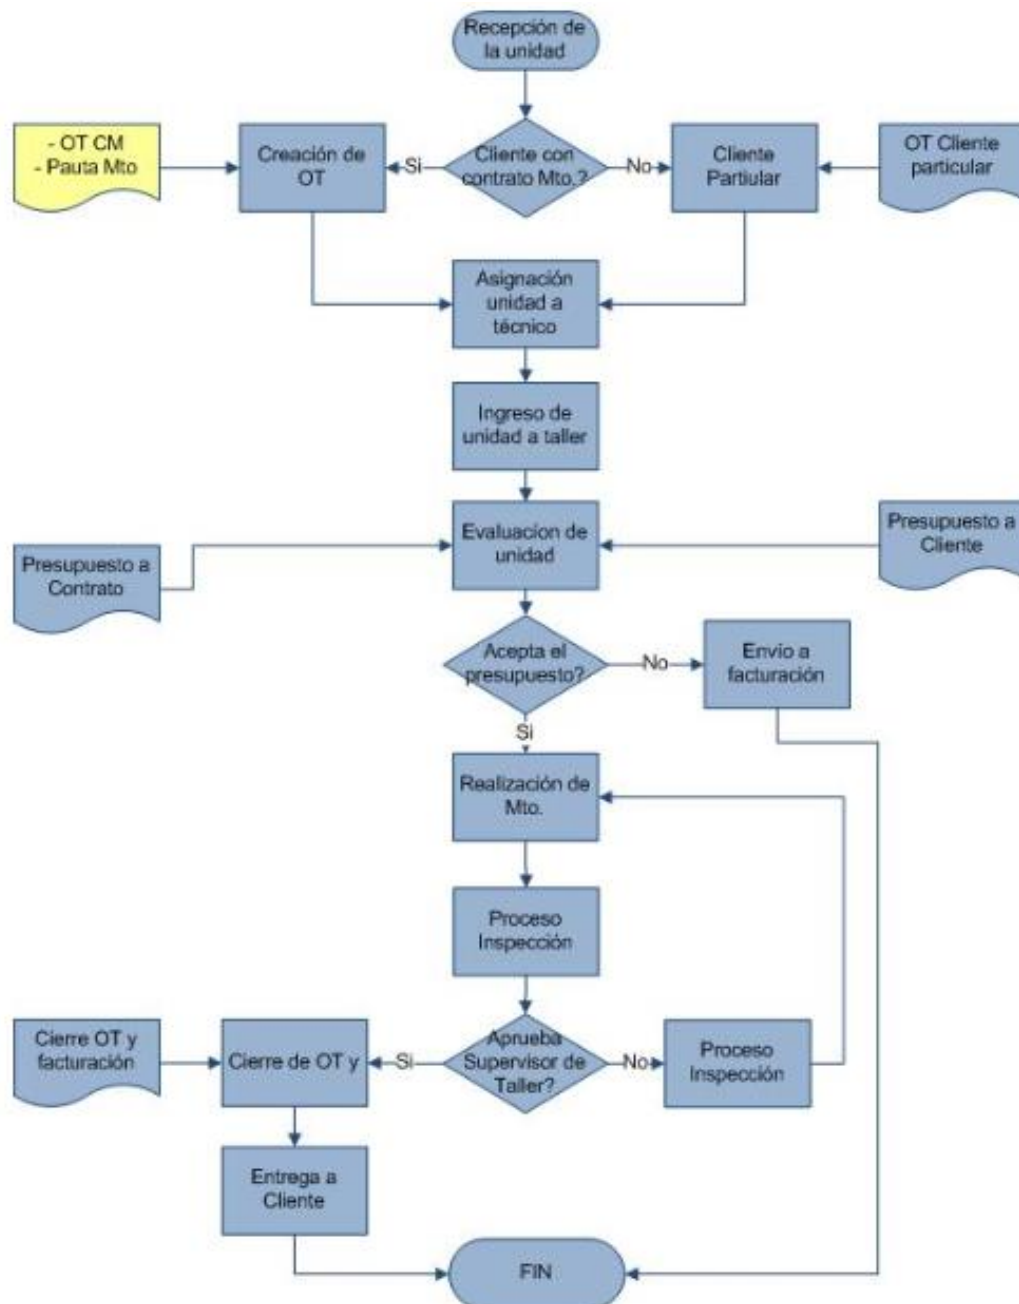 Recepción de
la unidad
- OT CM
- Pauta Mto
Creación de
OT
Si
Cliente con
contrato Mto.?
No
Cliente
Partiular
OT Cliente
particular
Asignación
unidad a
técnico
Ingreso de
unidad a taller
Evaluacion de
unidad
Presupuesto a
Cliente
Presupuesto a
Contrato
Acepta el
presupuesto?
No
Envio a
facturación
Si
Realización de
Mto.
Proceso
Inspección
Cierre OT y
facturación
Cierre de OT y
Si
Aprueba
Supervisor de
Taller?
No
Proceso
Inspección
Entrega a
Cliente
FIN